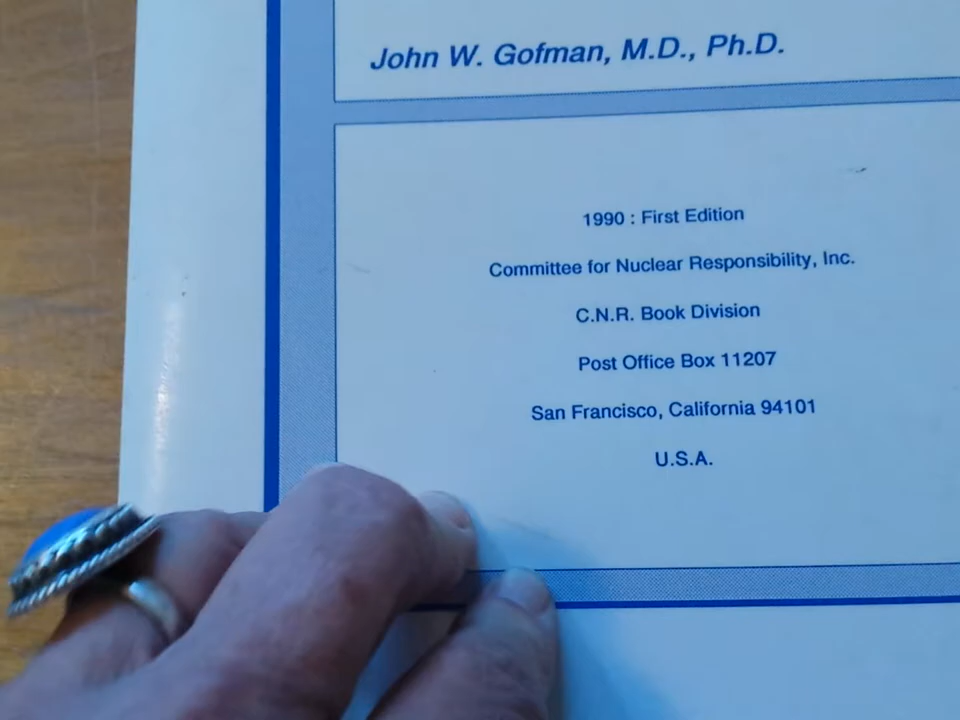 John W. Gofman, M.D., Ph.D.
1990 : First Edition
Committee for Nuclear Responsibility, Inc.
C.N.R. Book Division
Post Office Box 11207
San Francisco, California 94101
U.S.A.